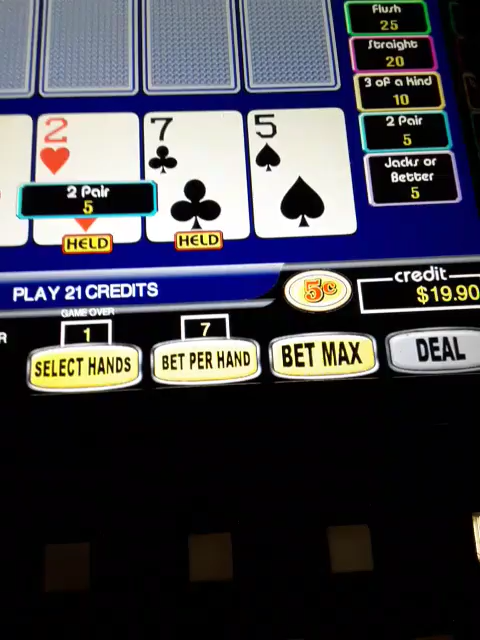 Flush
25
Straight
20
3 of a Kind
10
2 Pair
5
Jacks or
Better
5
2
7
5
2 Pair
5
HELD
HELD
PLAY 21 CREDITS
5¢
credit
$19.90
GAME OVER
1
7
SELECT HANDS
BET PER HAND
BET MAX
DEAL